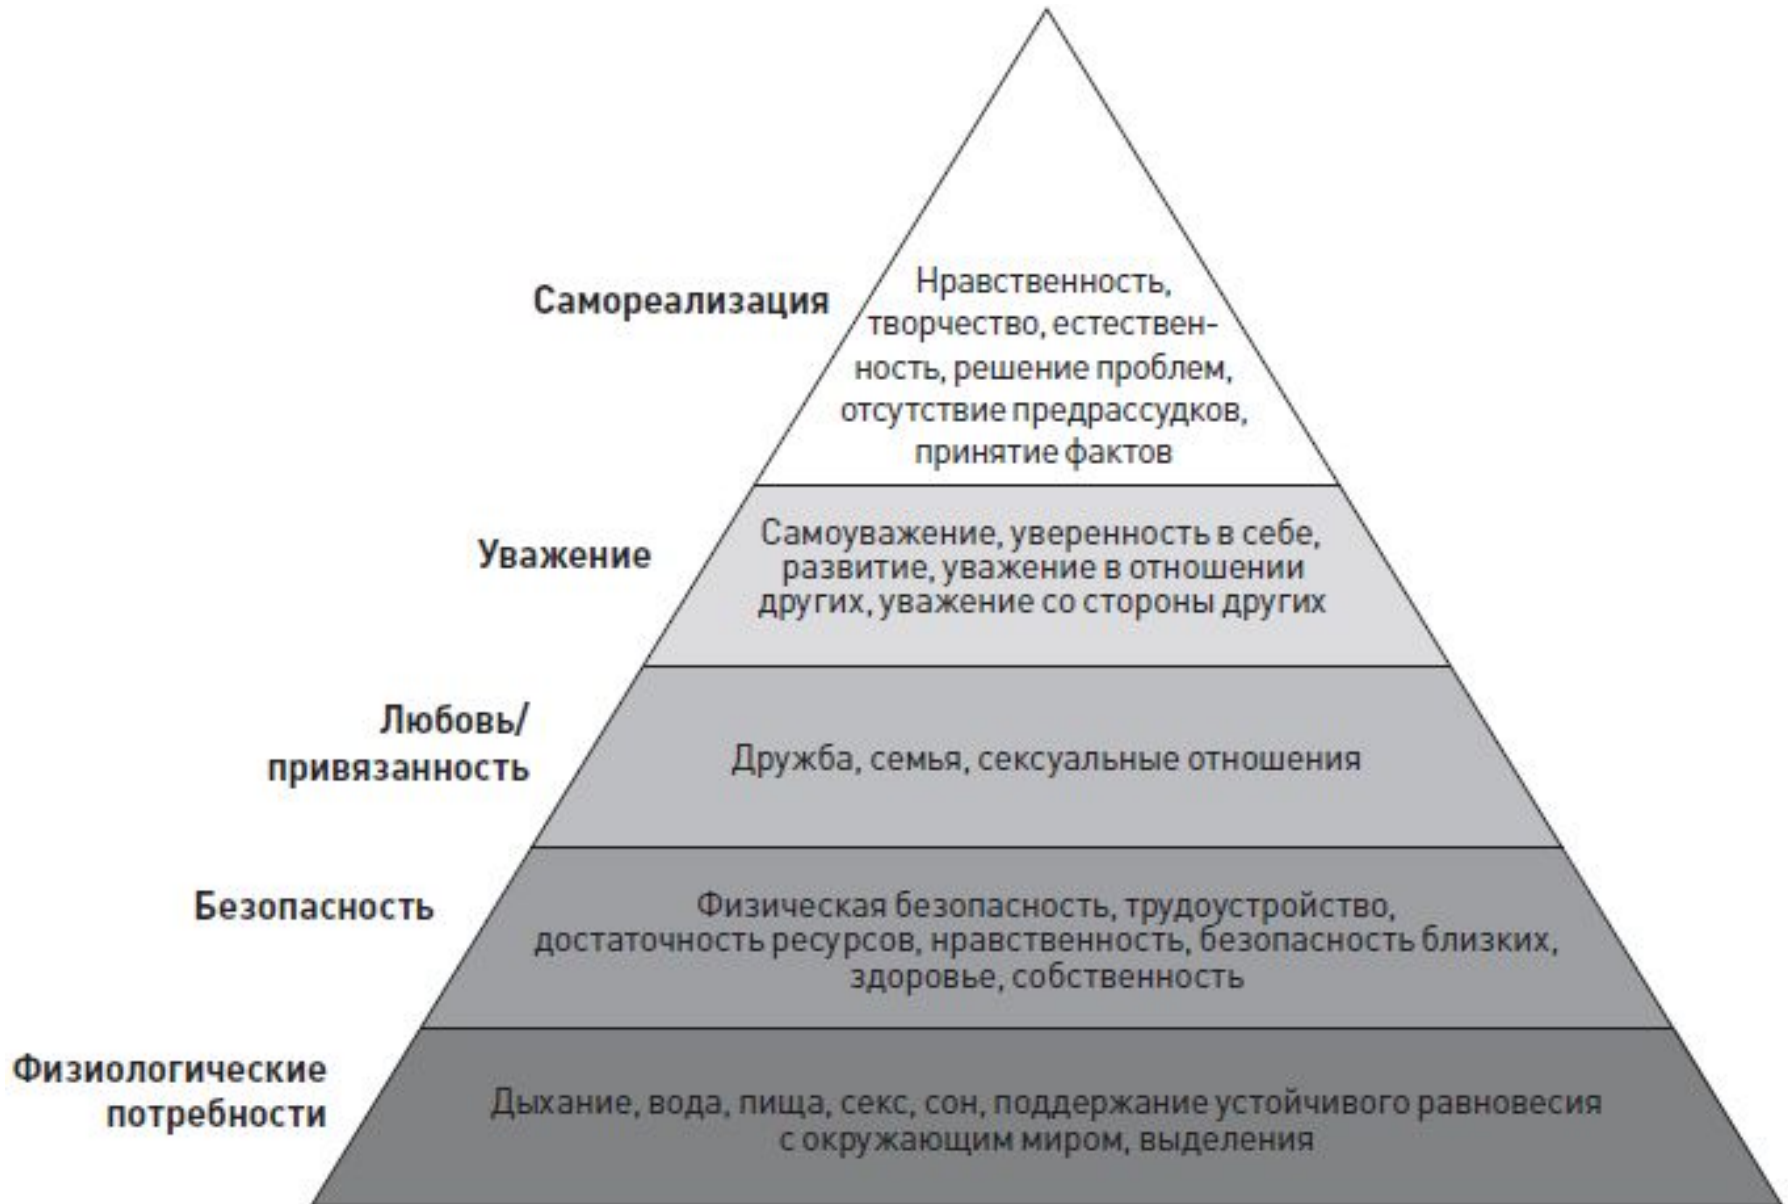 Самореализация
Нравственность,
творчество, естествен-
ность, решение проблем,
отсутствие предрассудков,
принятие фактов
Уважение
Самоуважение, уверенность в себе,
развитие, уважение в отношении
других, уважение со стороны других
Любовь/
привязанность
Дружба, семья, сексуальные отношения
Безопасность
Физическая безопасность, трудоустройство,
достаточность ресурсов, нравственность, безопасность близких,
здоровье, собственность
Физиологические
потребности
Дыхание, вода, пища, секс, сон, поддержание устойчивого равновесия
с окружающим миром, выделения